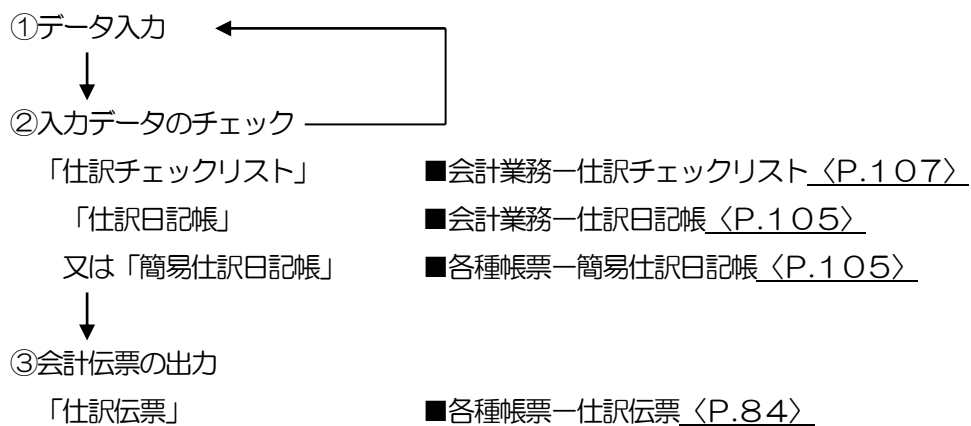 ①データ入力
②入力データのチェック
「仕訳チェックリスト」 ■会計業務－仕訳チェックリスト〈P.107〉
「仕訳日記帳」 ■会計業務－仕訳日記帳〈P.105〉
又は「簡易仕訳日記帳」 ■各種帳票－簡易仕訳日記帳〈P.105〉
③会計伝票の出力
「仕訳伝票」 ■各種帳票－仕訳伝票〈P.84〉